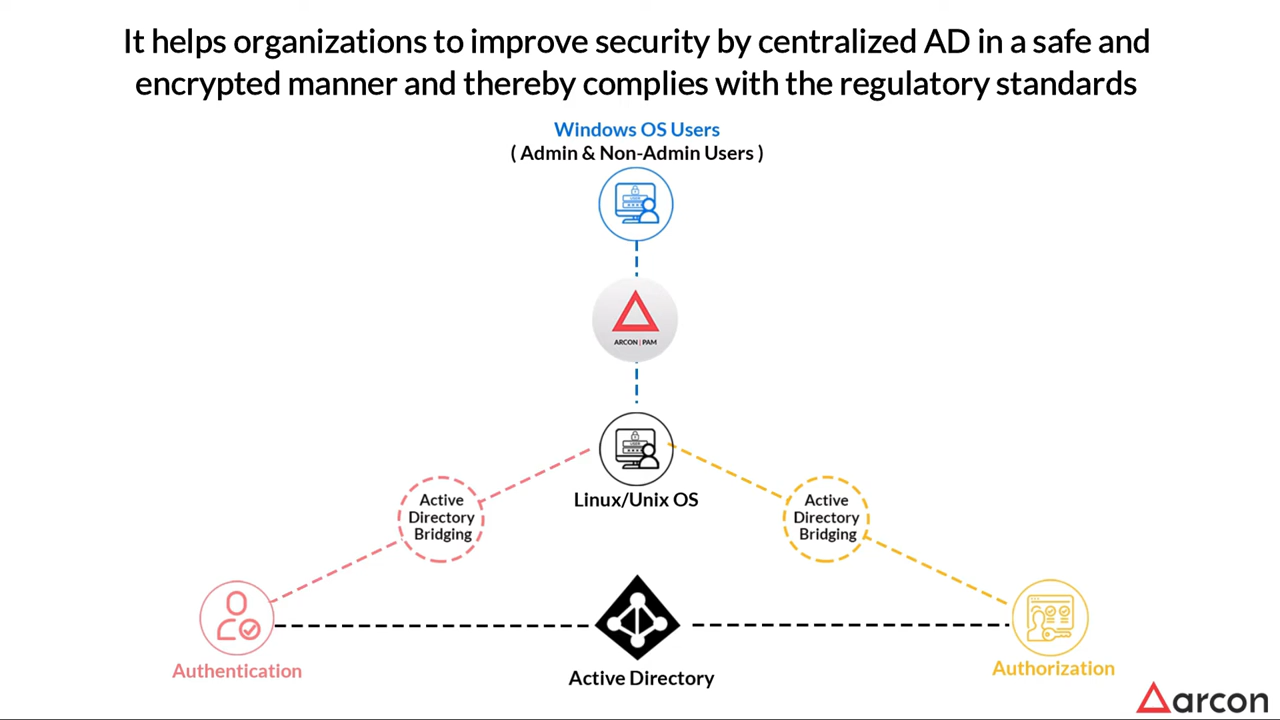 It helps organizations to improve security by centralized AD in a safe and
encrypted manner and thereby complies with the regulatory standards
Windows OS Users
( Admin & Non-Admin Users )
USER
ARCON | PAM
USER
Linux/Unix OS
Active
Directory
Bridging
Active
Directory
Bridging
Authentication
Active Directory
Authorization
arcon